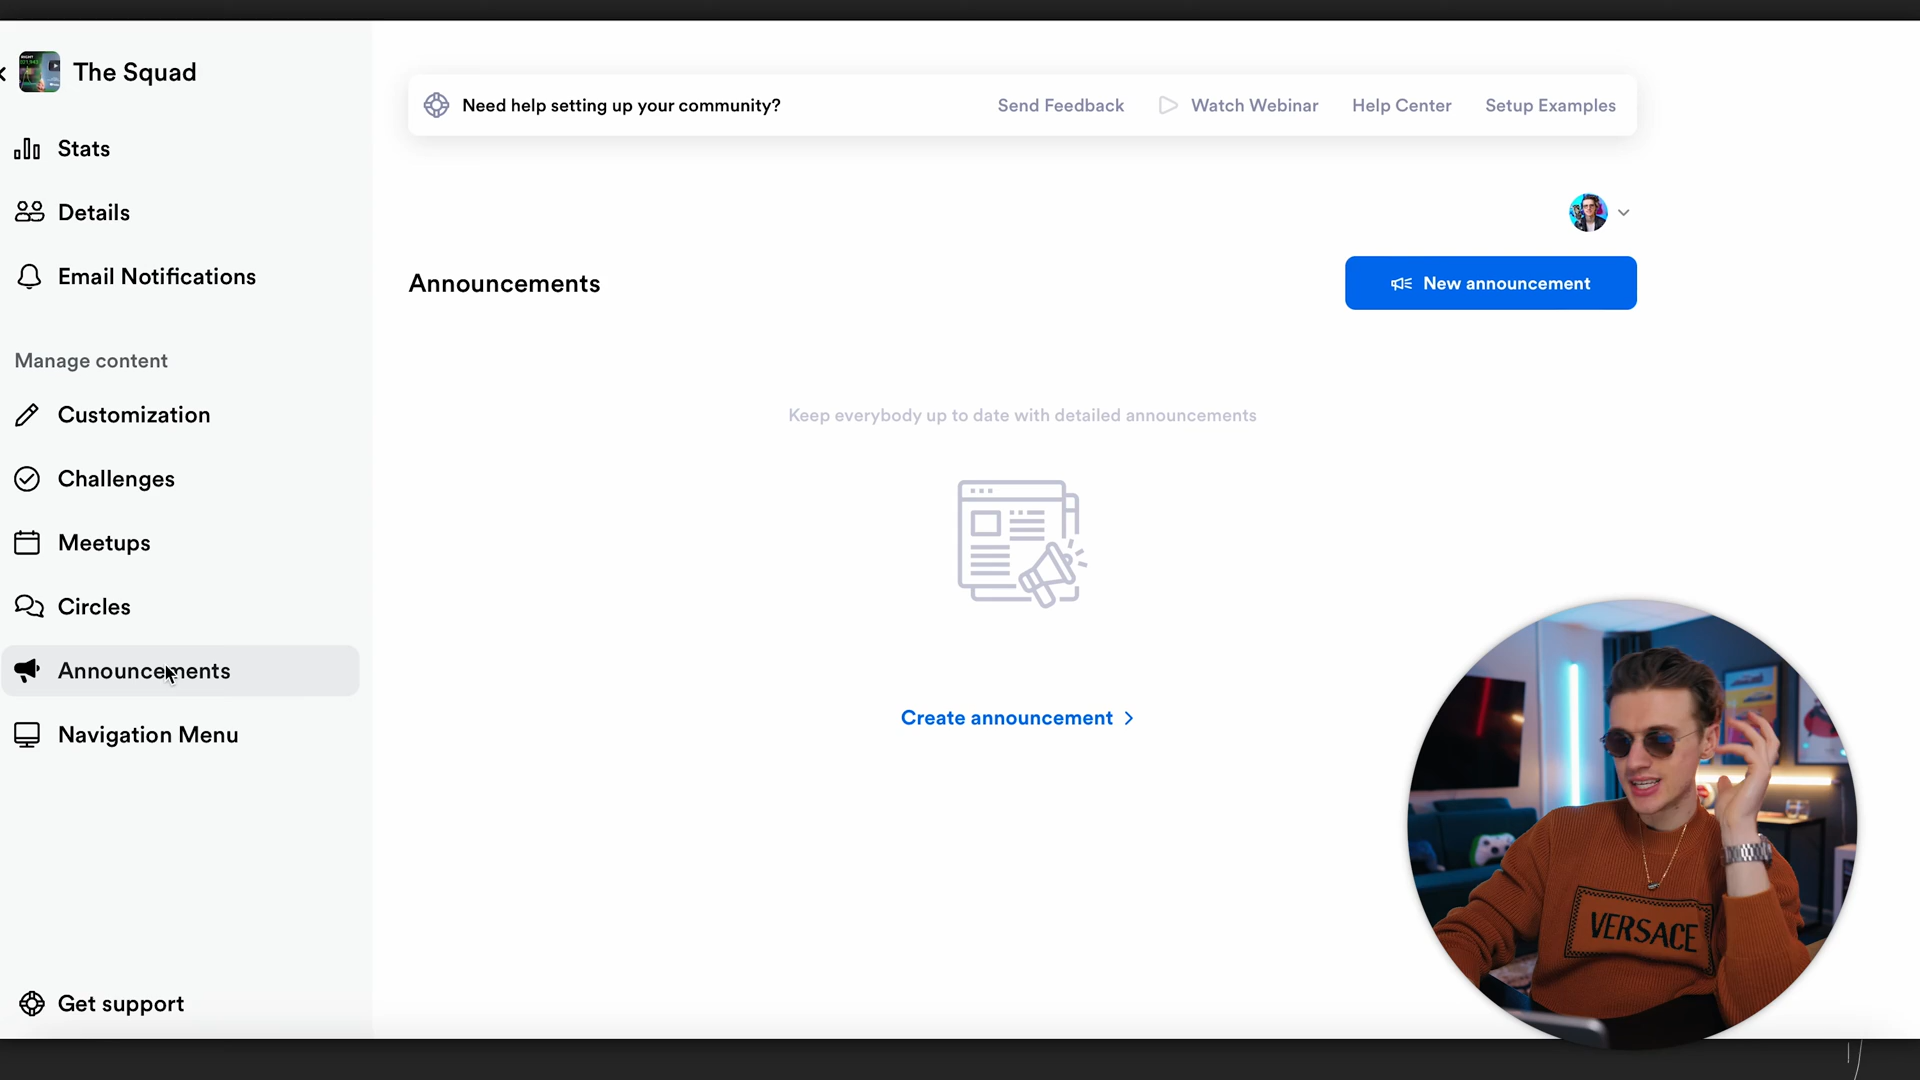 The Squad
Stats
Details
Email Notifications
Manage content
Customization
Challenges
Meetups
Circles
Announcements
Navigation Menu
Get support
Need help setting up your community?
Send Feedback
Watch Webinar
Help Center
Setup Examples
Announcements
New announcement
Keep everybody up to date with detailed announcements
Create announcement
VERSACE